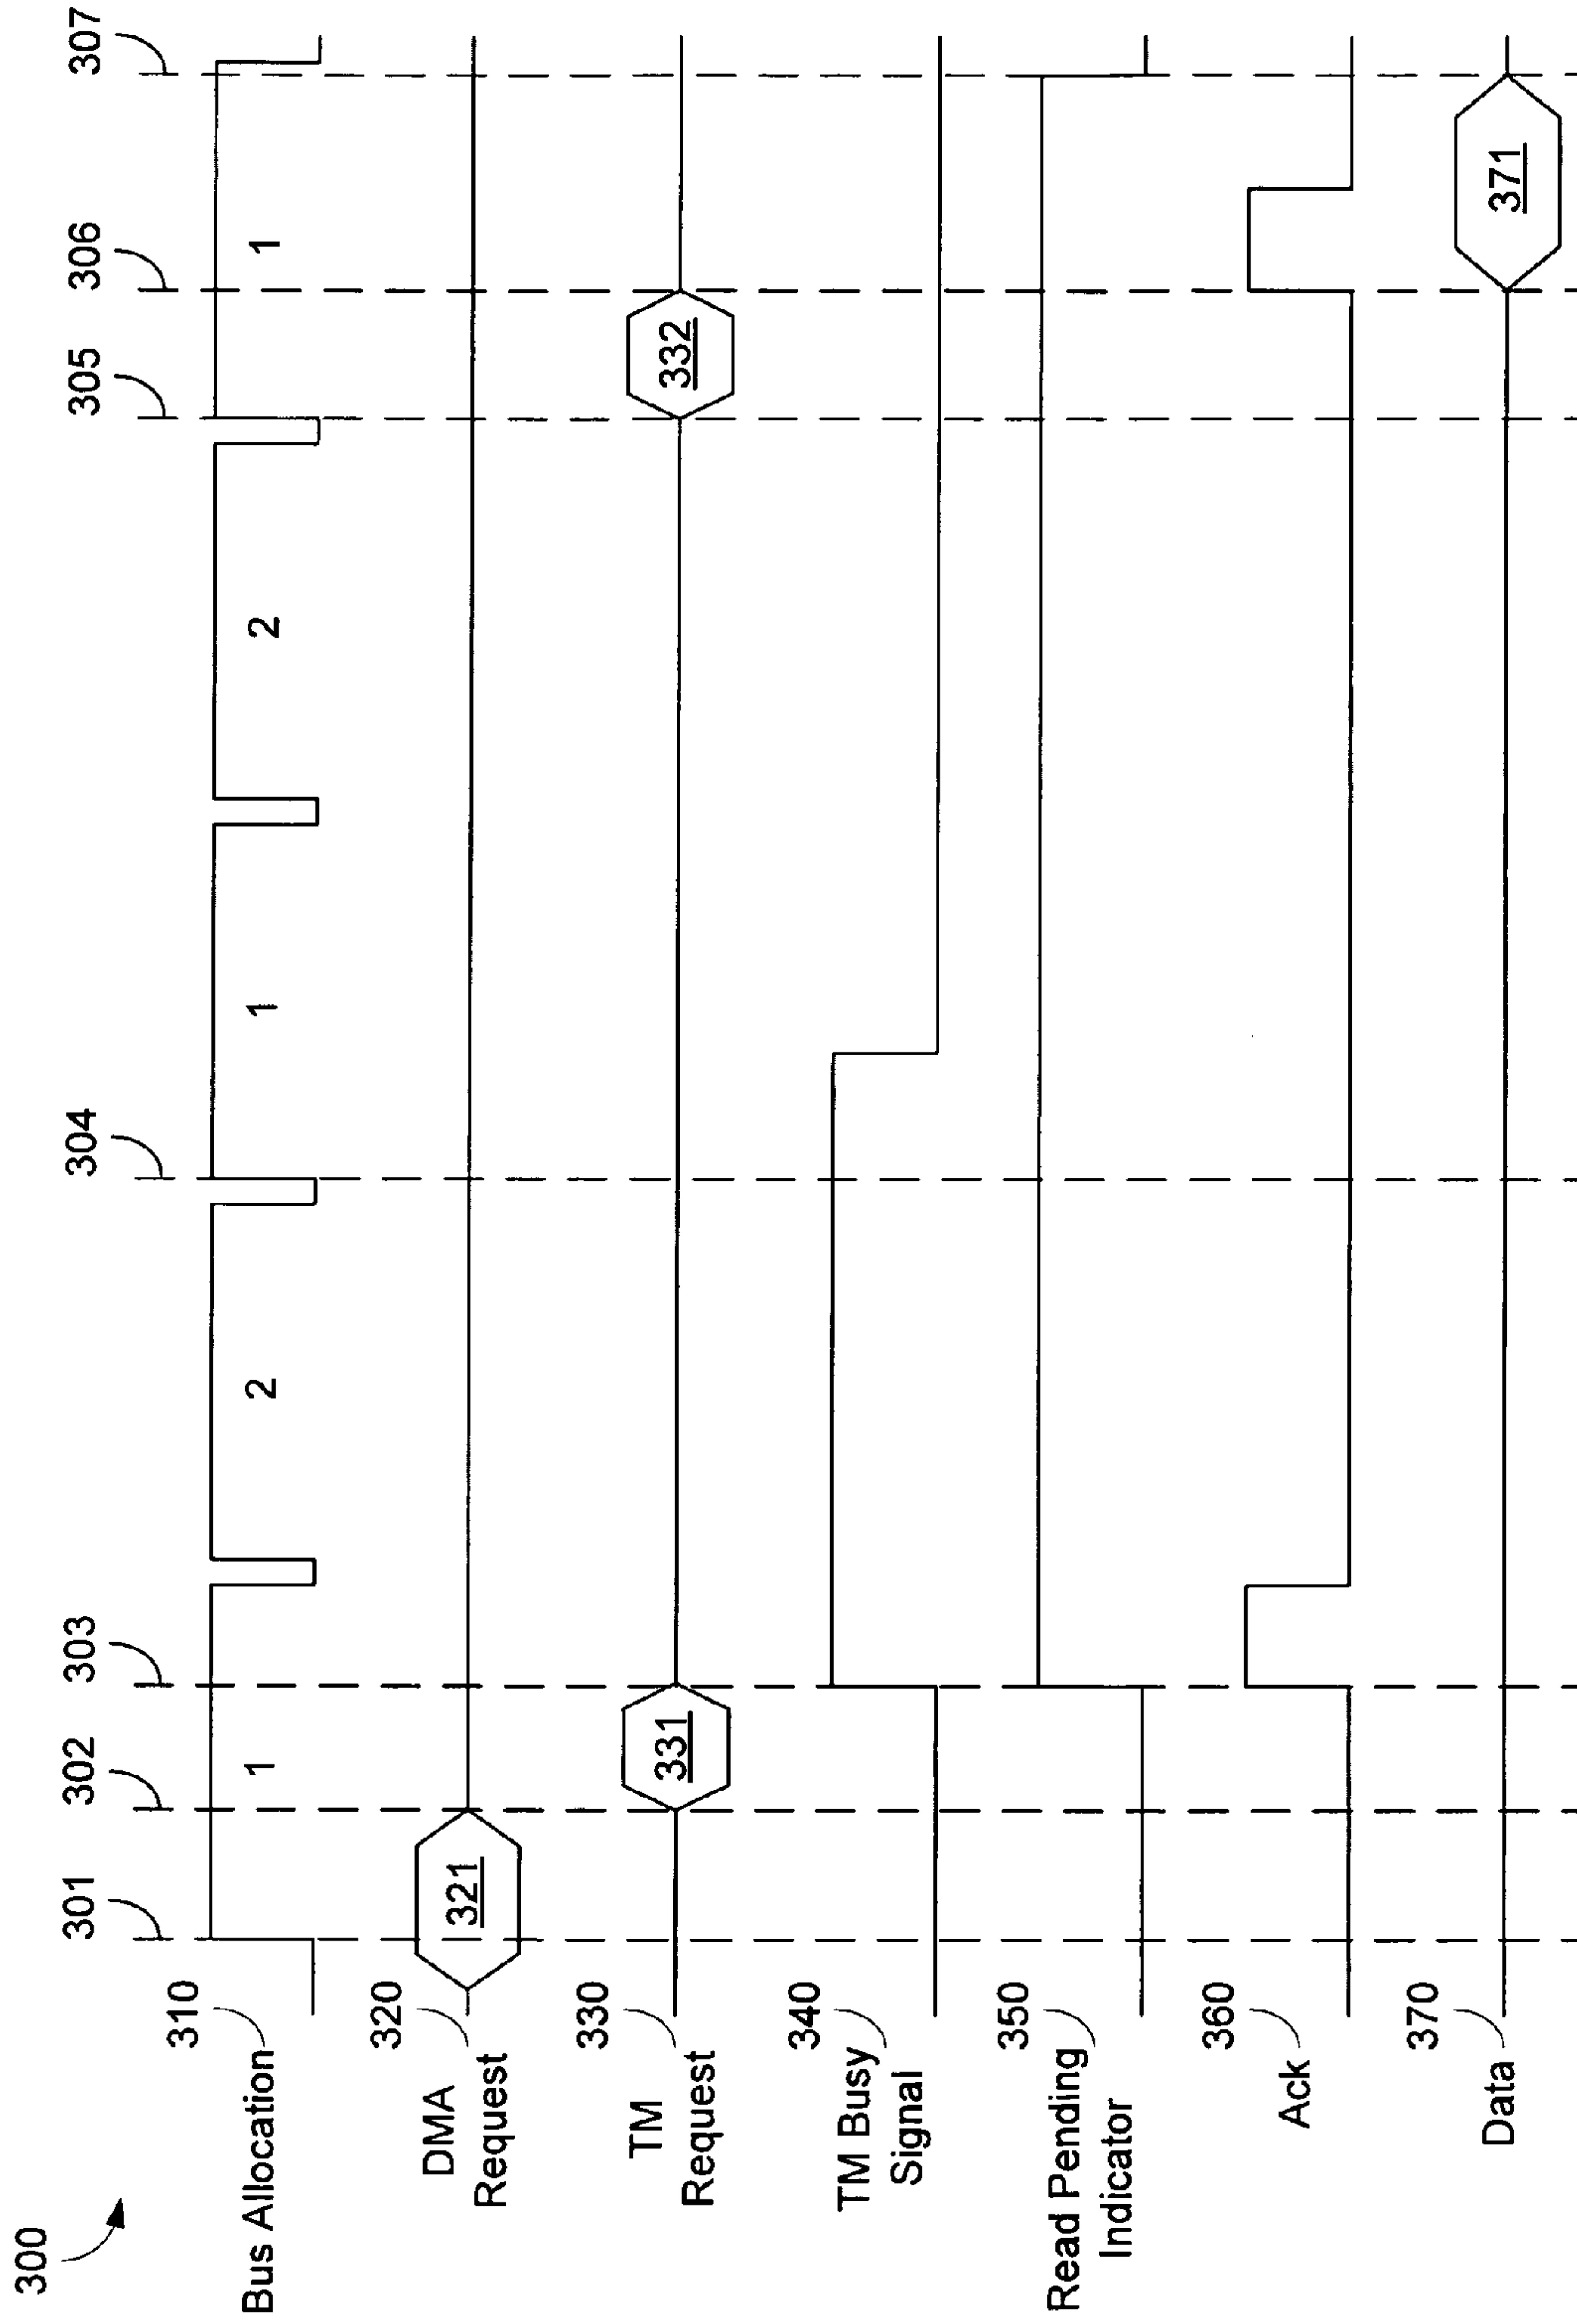 300
301
302
303
304
305
306
307
310
Bus Allocation
1
2
1
2
1
320
DMA
Request
321
330
TM
Request
331
332
340
TM Busy
Signal
350
Read Pending
Indicator
360
Ack
370
Data
371